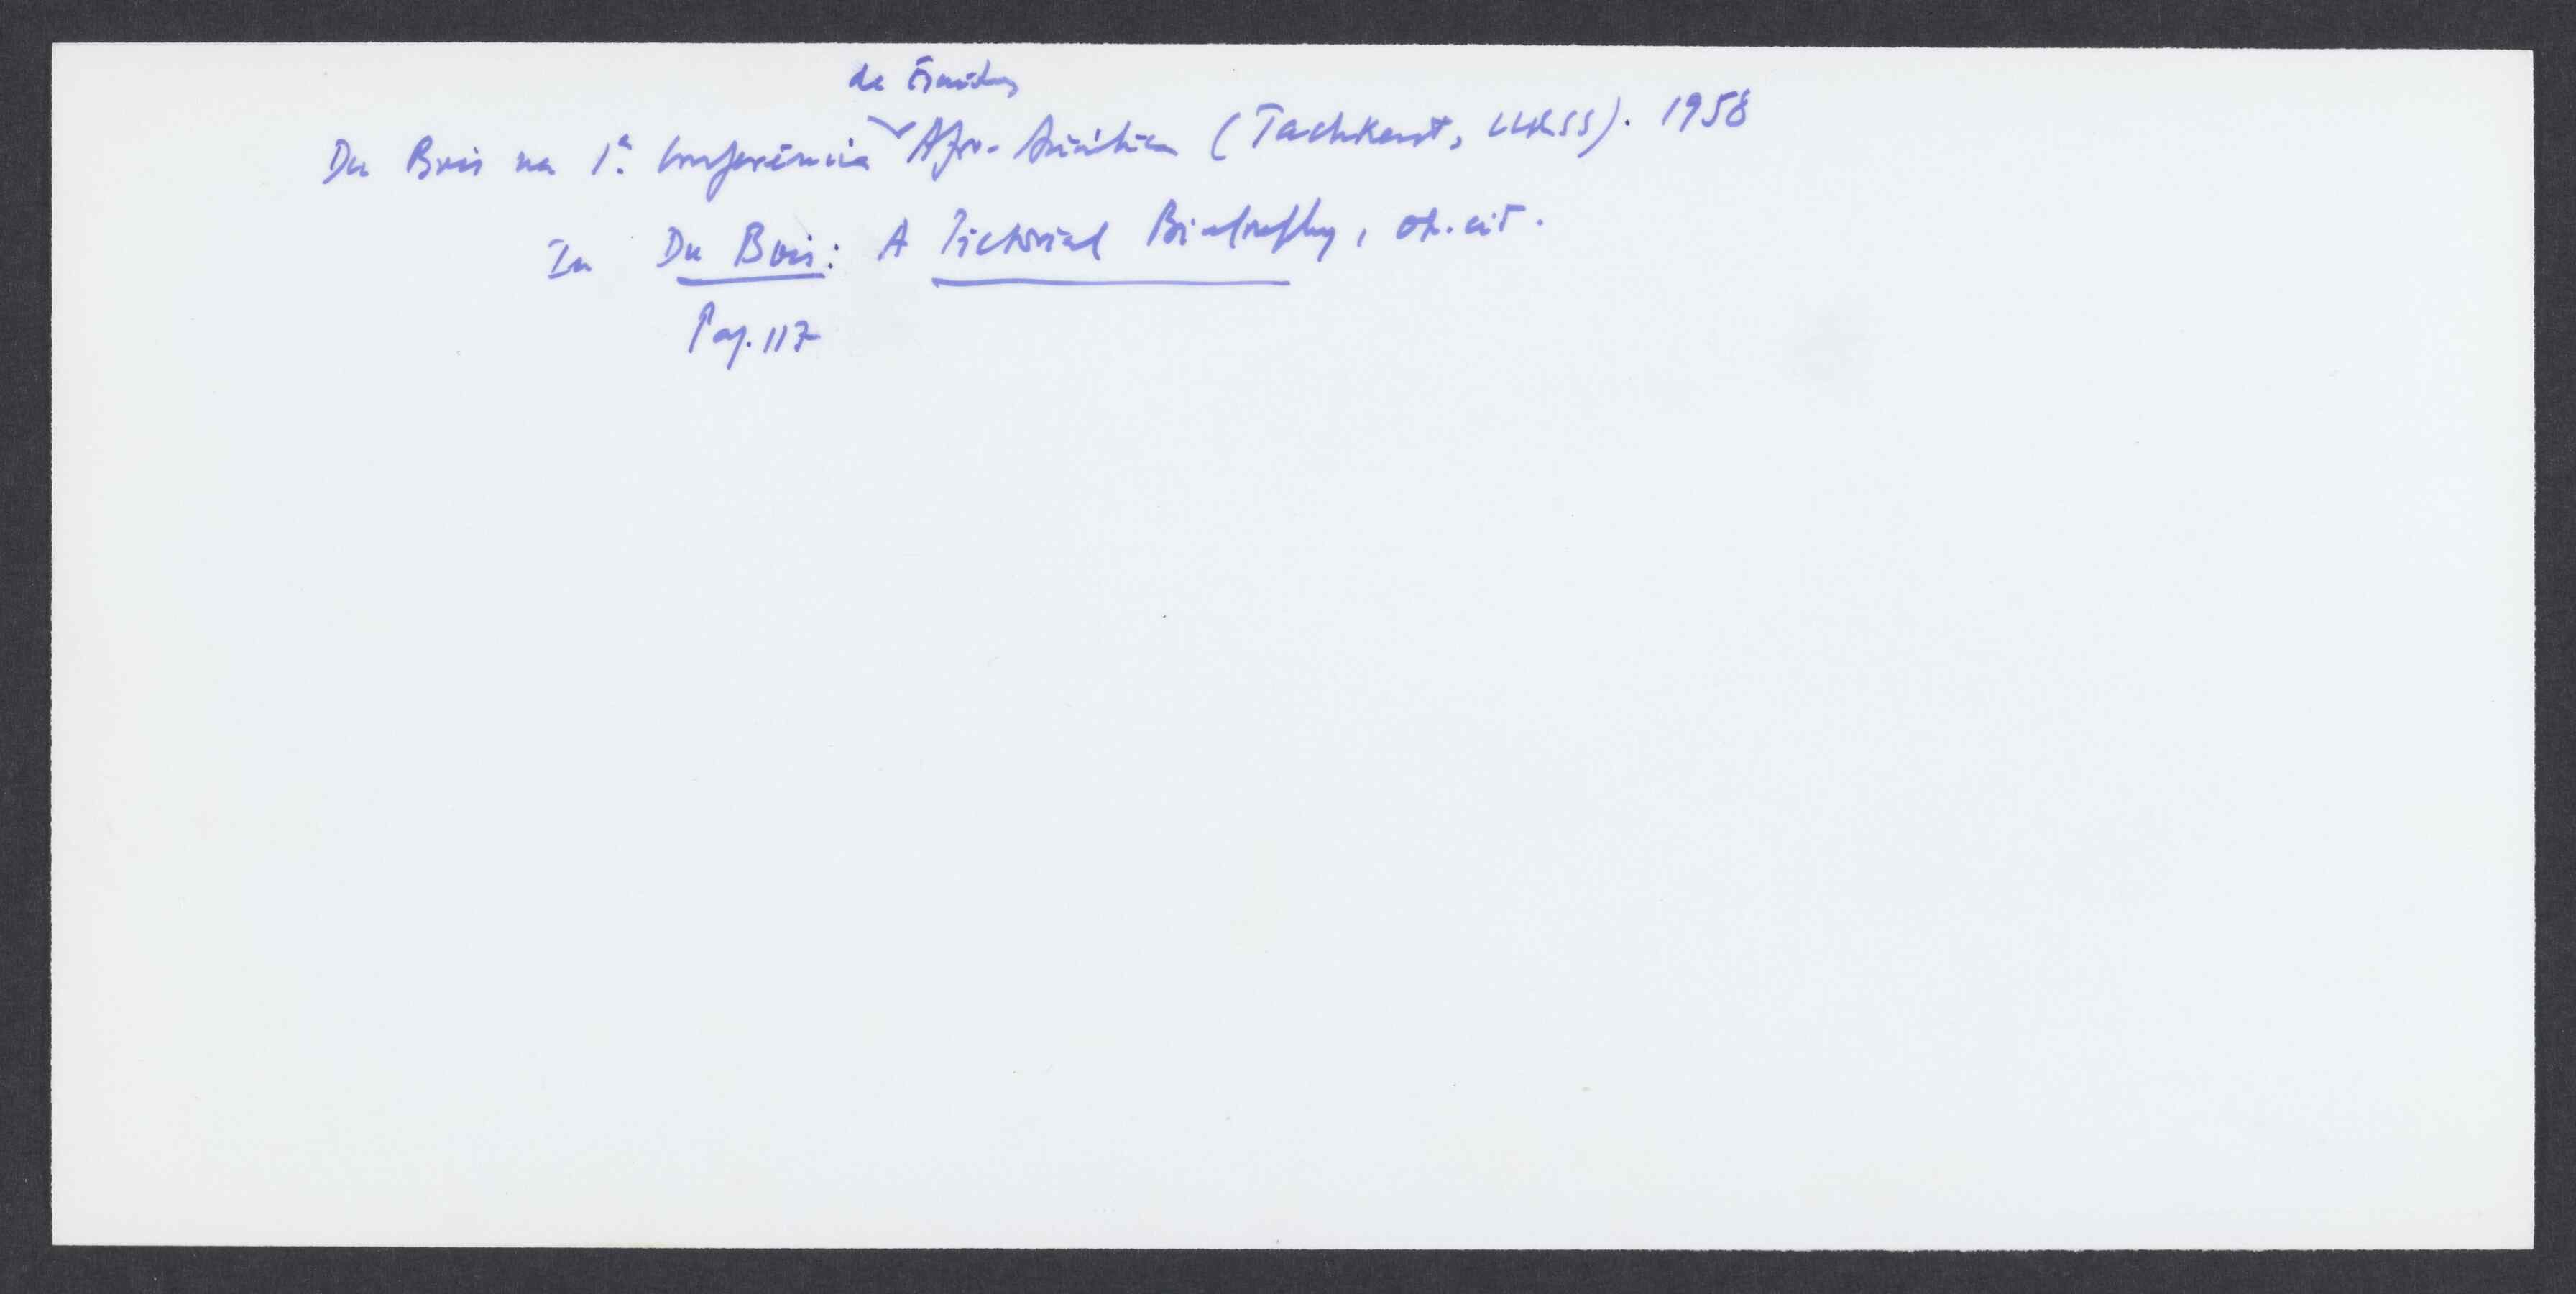 de Escritores
Du Bois na 1ª Conferência Afro-Asiática (Tachkent, URSS). 1958
In Du Bois: A Pictorial Biography, op. cit.
Pag. 117